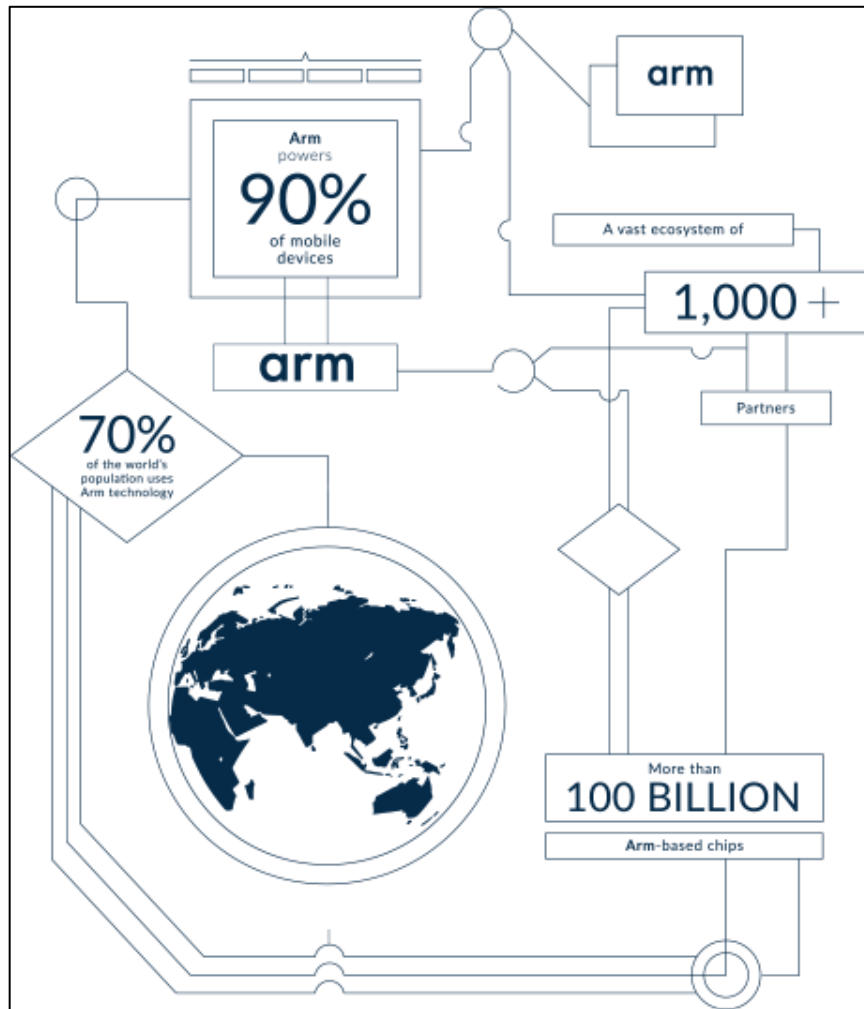 arm
Arm
powers
90%
of mobile
devices
A vast ecosystem of
1,000 +
arm
Partners
70%
of the world's
population uses
Arm technology
More than
100 BILLION
Arm-based chips